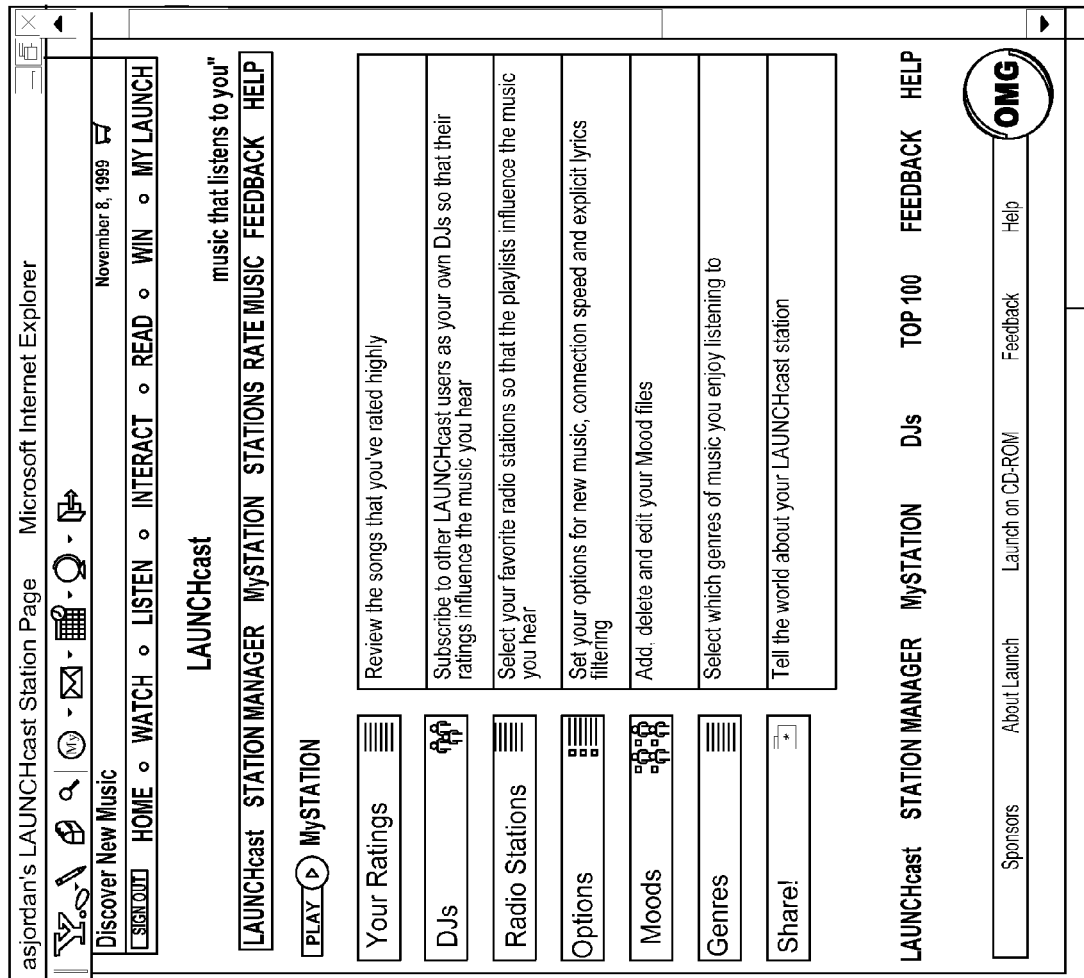 asjordan's LAUNCHcast Station Page Microsoft Internet Explorer
Y. My
Discover New Music November 8, 1999
SIGN OUT HOME o WATCH o LISTEN o INTERACT o READ o WIN o MY LAUNCH
LAUNCHcast music that listens to you"
LAUNCHcast STATION MANAGER MySTATION STATIONS RATE MUSIC FEEDBACK HELP
PLAY MySTATION
Your Ratings Review the songs that you've rated highly
DJs Subscribe to other LAUNCHcast users as your own DJs so that their
ratings influence the music you hear
Radio Stations Select your favorite radio stations so that the playlists influence the music
you hear
Options Set your options for new music, connection speed and explicit lyrics
filtering
Moods Add. delete and edit your Mood files
Genres Select which genres of music you enjoy listening to
Share! Tell the world about your LAUNCHcast station
LAUNCHcast STATION MANAGER MySTATION DJs TOP 100 FEEDBACK HELP
Sponsors About Launch Launch on CD-ROM Feedback Help OMG